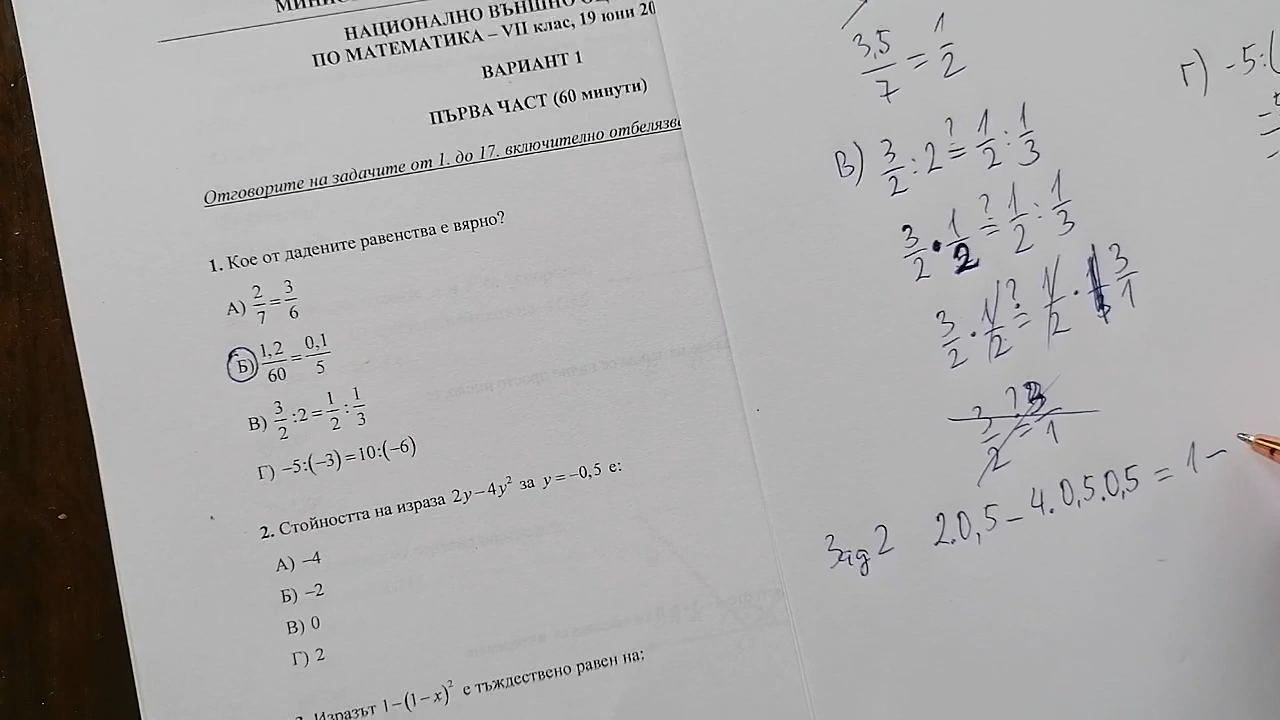 НАЦИОНАЛНО ВЪНШНО
ПО МАТЕМАТИКА – VII клас, 19 юни 20
ВАРИАНТ 1
ПЪРВА ЧАСТ (60 минути)
Отговорите на задачите от 1. до 17. включително отбелязв
1. Кое от дадените равенства е вярно?
А) 2/7 = 3/6
Б) 1,2/60 = 0,1/5
В) 3/2 : 2 = 1/2 : 1/3
Г) –5:(–3)=10:(–6)
2. Стойността на израза 2y – 4y² за y = –0,5 е:
А) –4
Б) –2
В) 0
Г) 2
Изразът 1–(1–x)² е тъждествено равен на:
3,5/7 = 1/2
В) 3/2 : 2 ?= 1/2 : 1/3
3/2 · 1/2 ?= 1/2 : 1/3
3/2 · 1/2 ?= 1/2 · 3/1
Зад 2 2.0,5 – 4.0,5.0,5 = 1 –
Г) -5:(